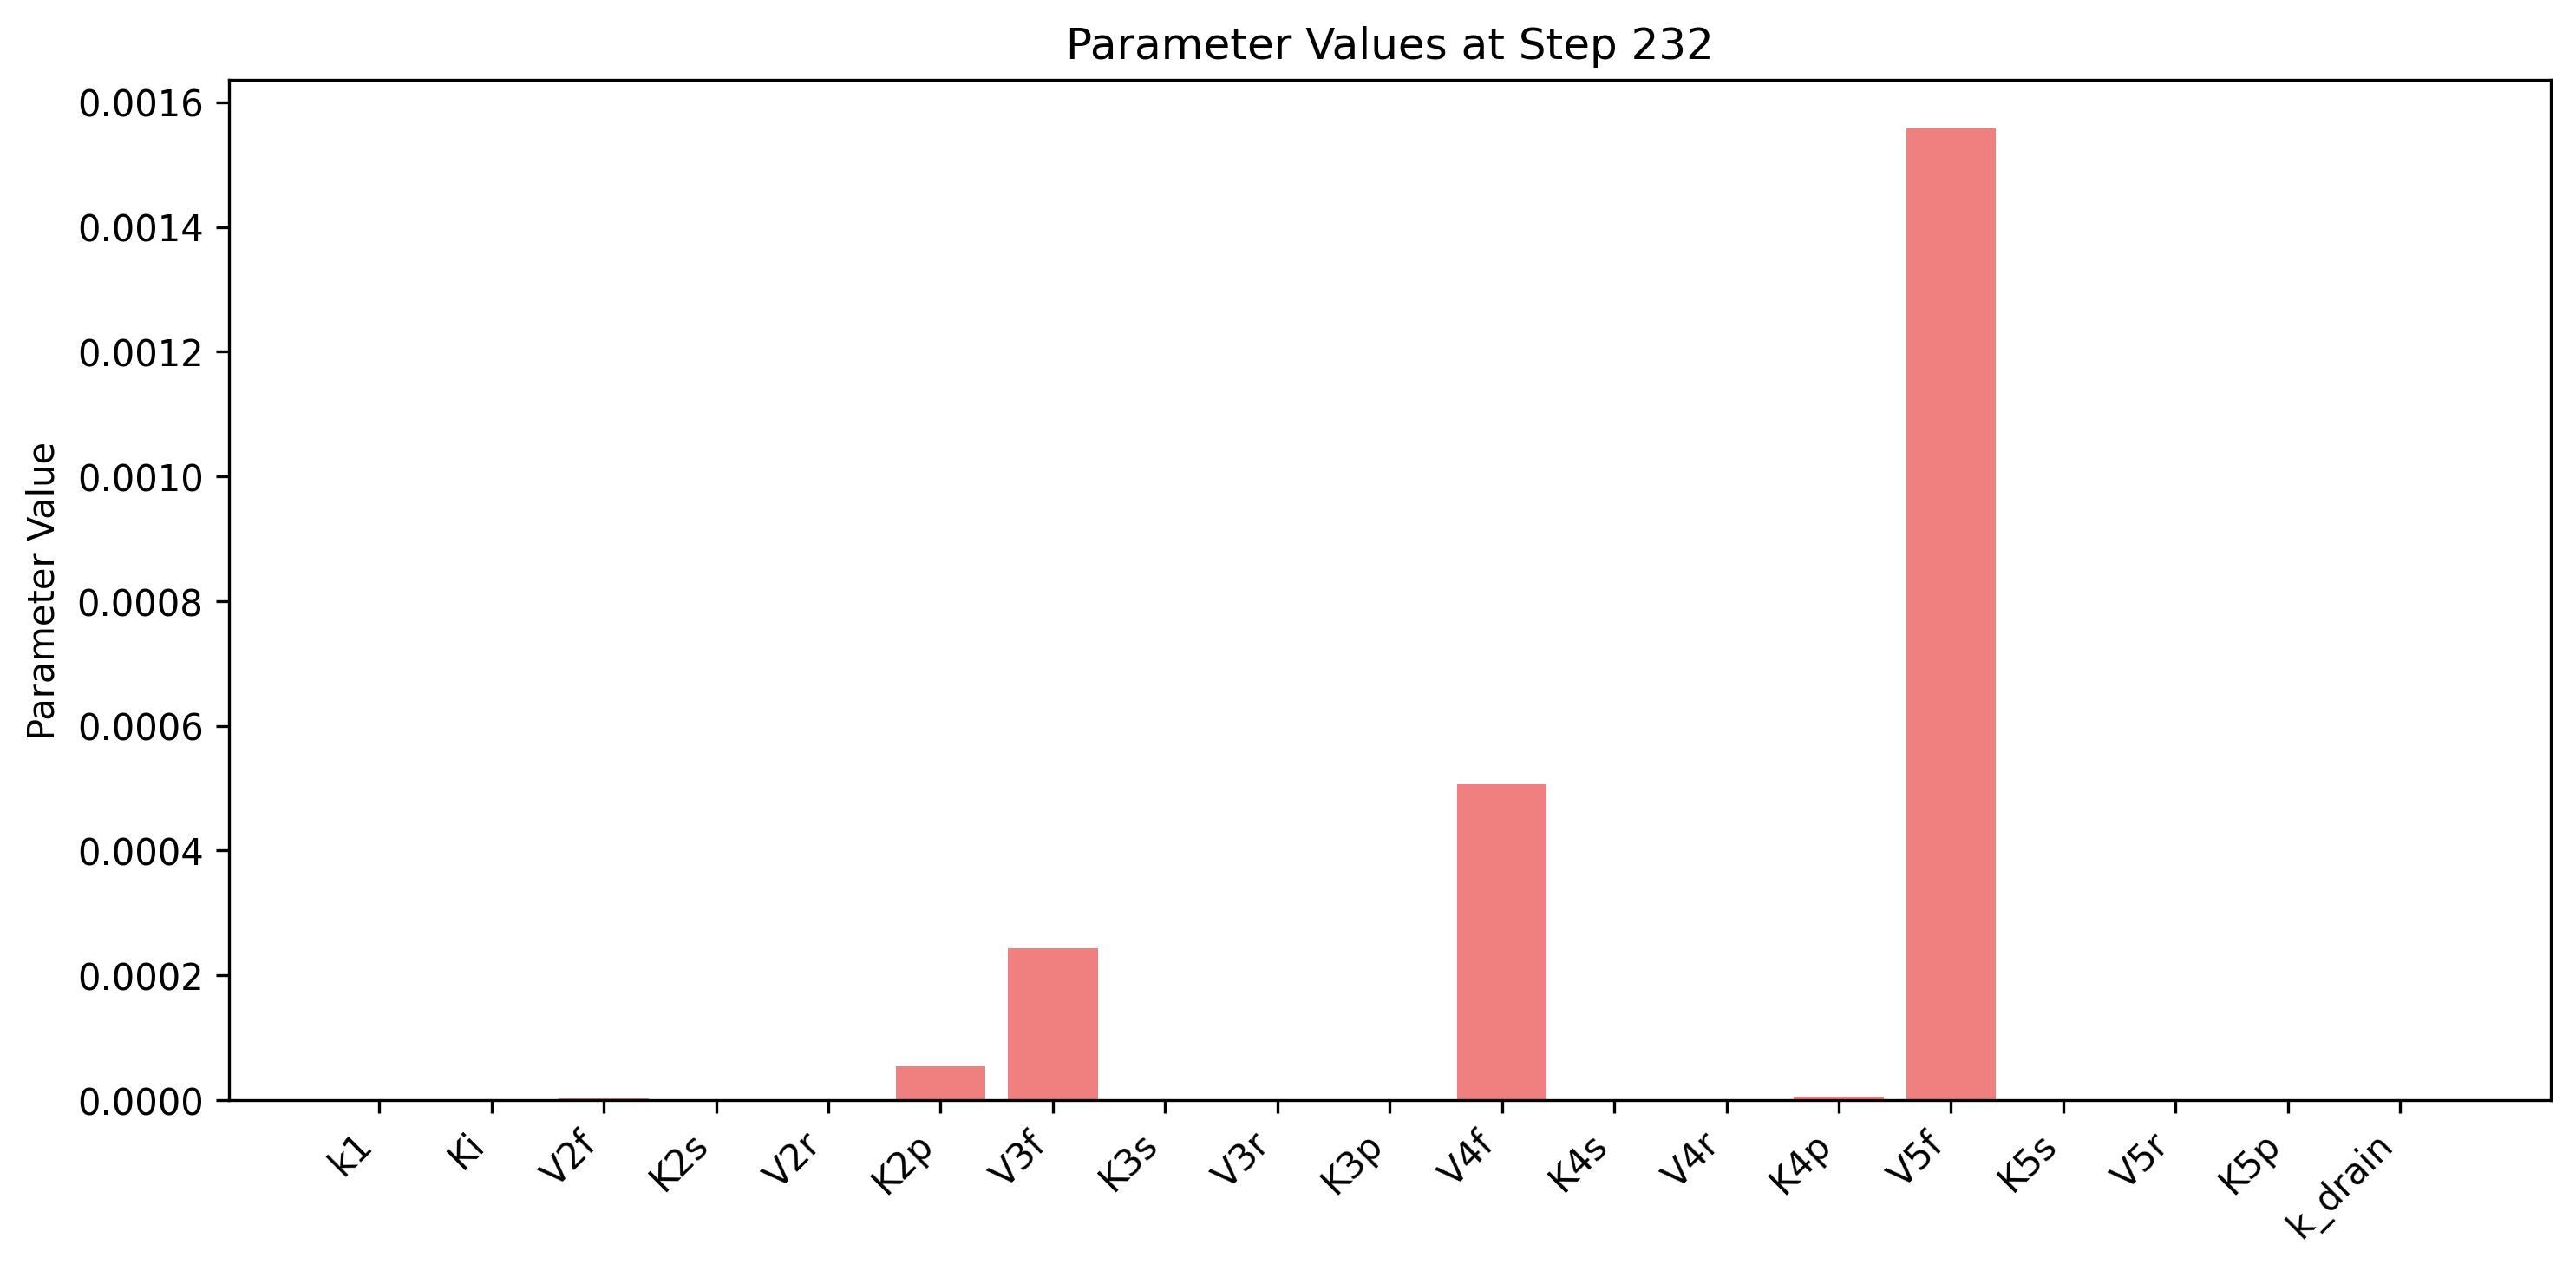 Parameter Values at Step 232
0.0016
0.0014
0.0012
0.0010
0.0008
0.0006
0.0004
0.0002
0.0000
Parameter Value
k1
Ki
V2f
K2s
V2r
K2p
V3f
K3s
V3r
K3p
V4f
K4s
V4r
K4p
V5f
K5s
V5r
K5p
k_drain